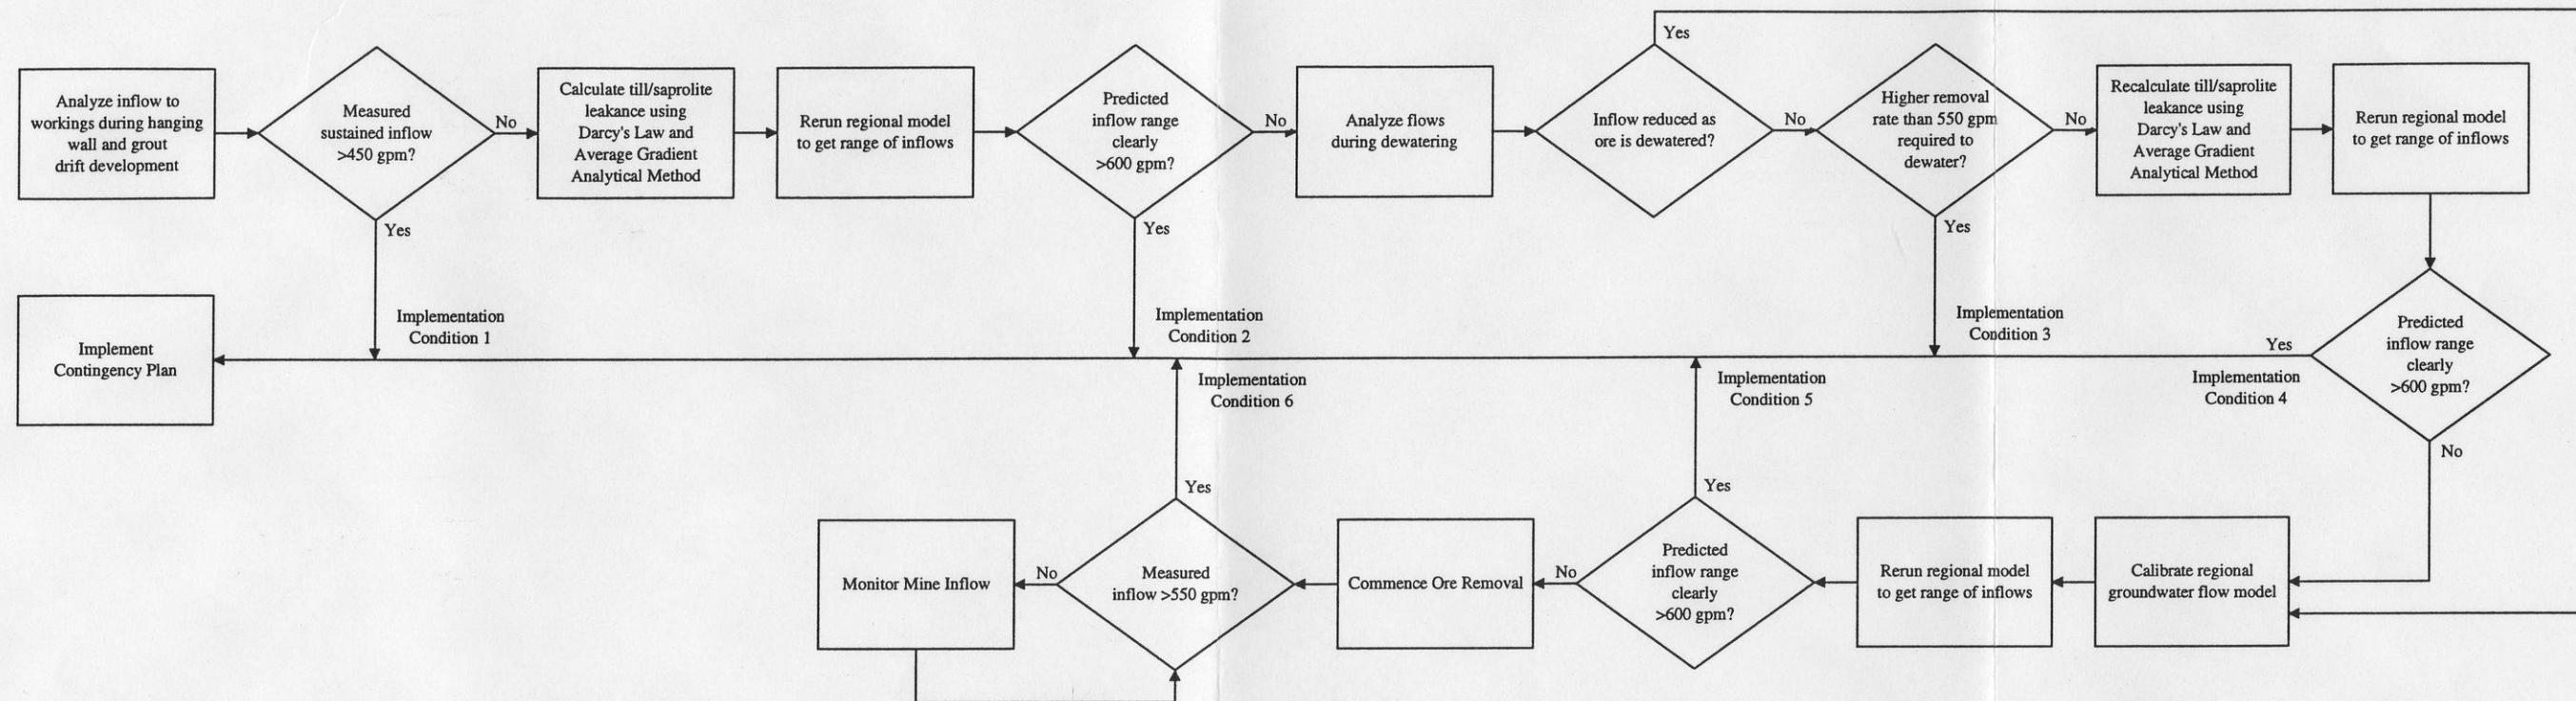 Analyze inflow to
workings during hanging
wall and grout
drift development
Measured
sustained inflow
>450 gpm?
No
Yes
Calculate till/saprolite
leakance using
Darcy's Law and
Average Gradient
Analytical Method
Rerun regional model
to get range of inflows
Predicted
inflow range
clearly
>600 gpm?
No
Yes
Analyze flows
during dewatering
Inflow reduced as
ore is dewatered?
Yes
No
Higher removal
rate than 550 gpm
required to
dewater?
No
Yes
Recalculate till/saprolite
leakance using
Darcy's Law and
Average Gradient
Analytical Method
Rerun regional model
to get range of inflows
Implement
Contingency Plan
Implementation
Condition 1
Implementation
Condition 2
Implementation
Condition 3
Yes
Implementation
Condition 4
Predicted
inflow range
clearly
>600 gpm?
No
Implementation
Condition 6
Implementation
Condition 5
Yes
Yes
Monitor Mine Inflow
No
Measured
inflow >550 gpm?
Commence Ore Removal
No
Predicted
inflow range
clearly
>600 gpm?
Rerun regional model
to get range of inflows
Calibrate regional
groundwater flow model